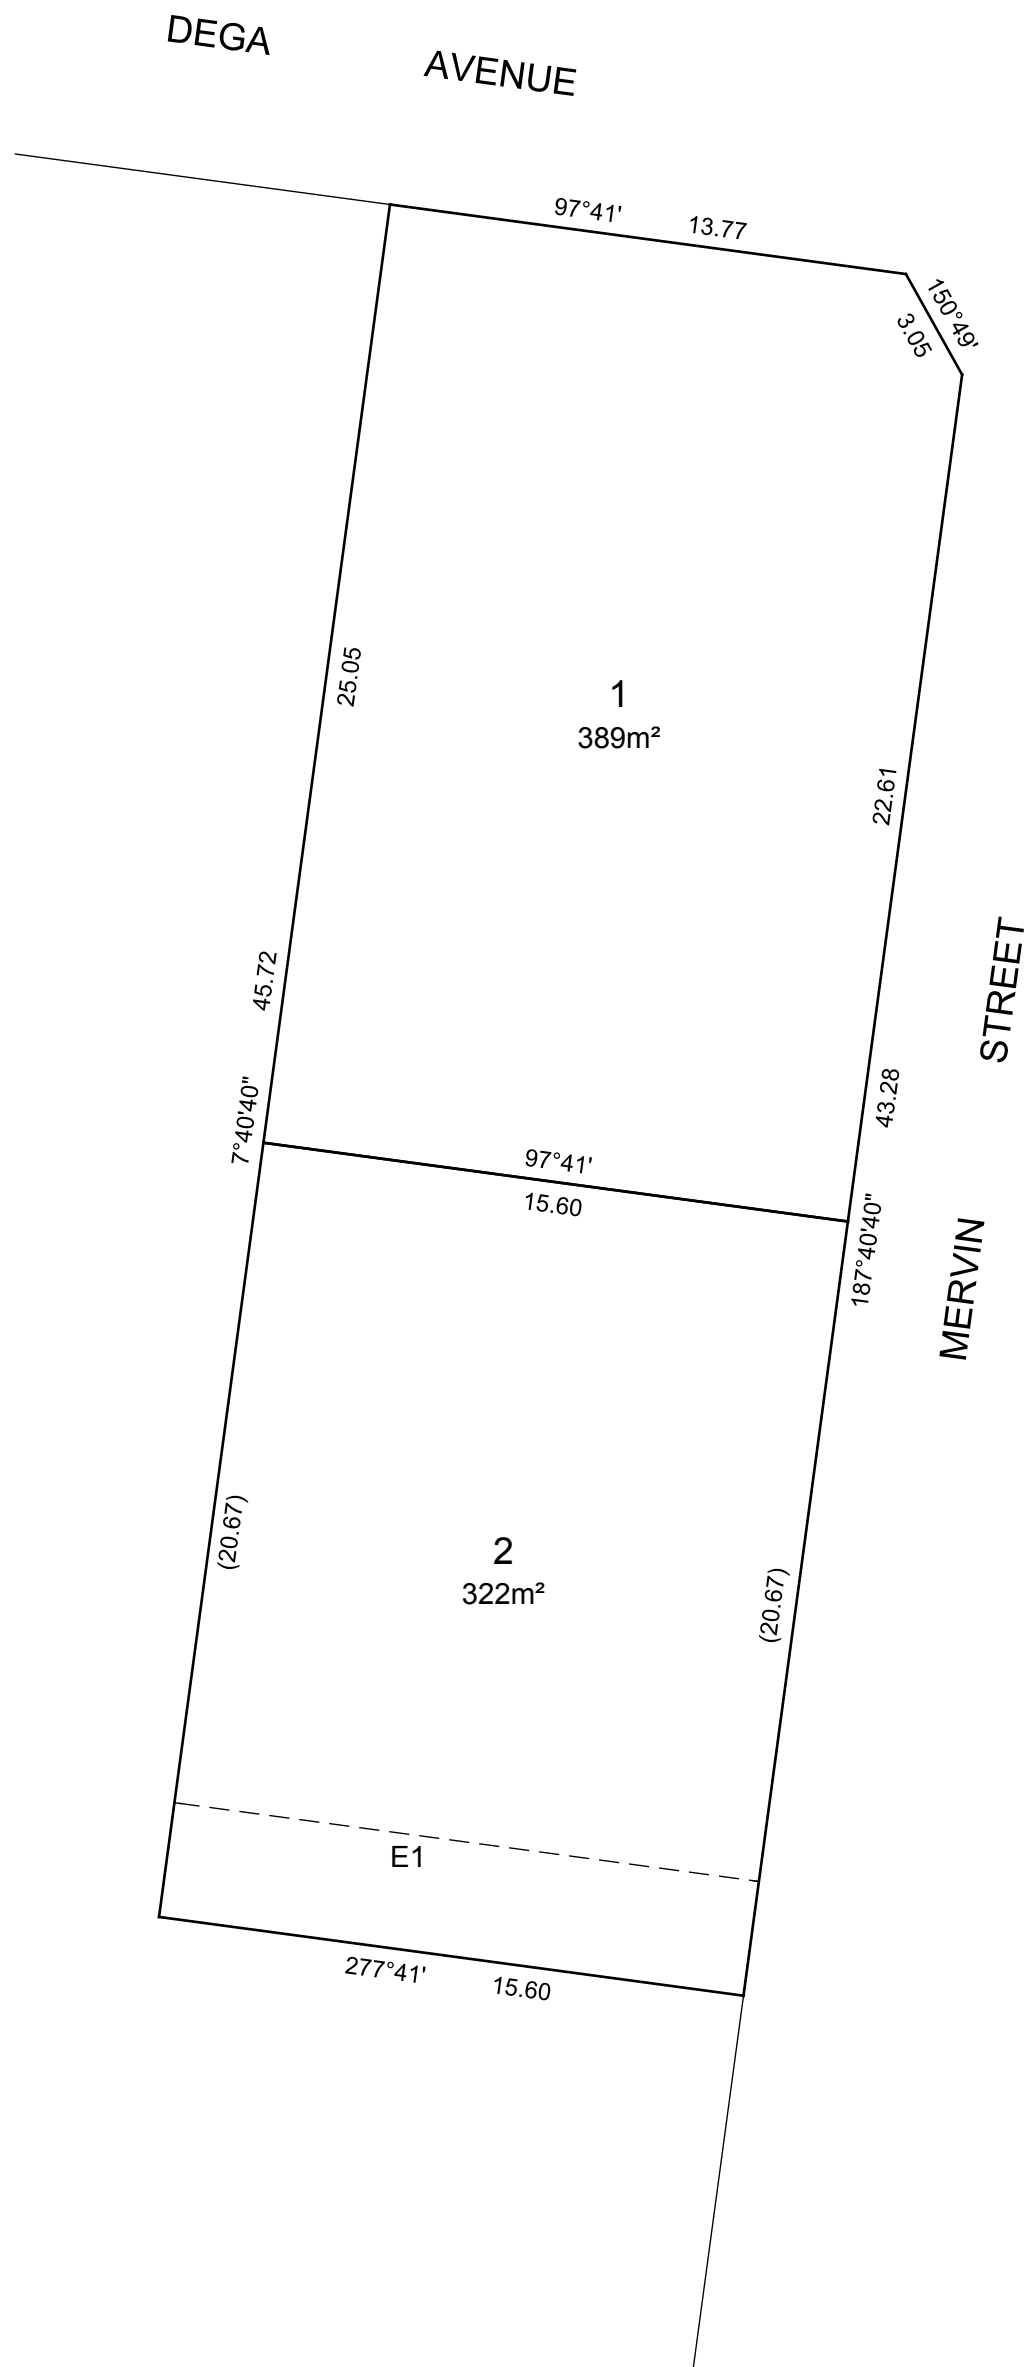 DEGA AVENUE
97°41' 13.77
150°49'
3.05
25.05
1
389m²
22.61
STREET
45.72
43.28
7°40'40"
97°41'
15.60
187°40'40"
MERVIN
(20.67)
2
322m²
(20.67)
E1
277°41' 15.60